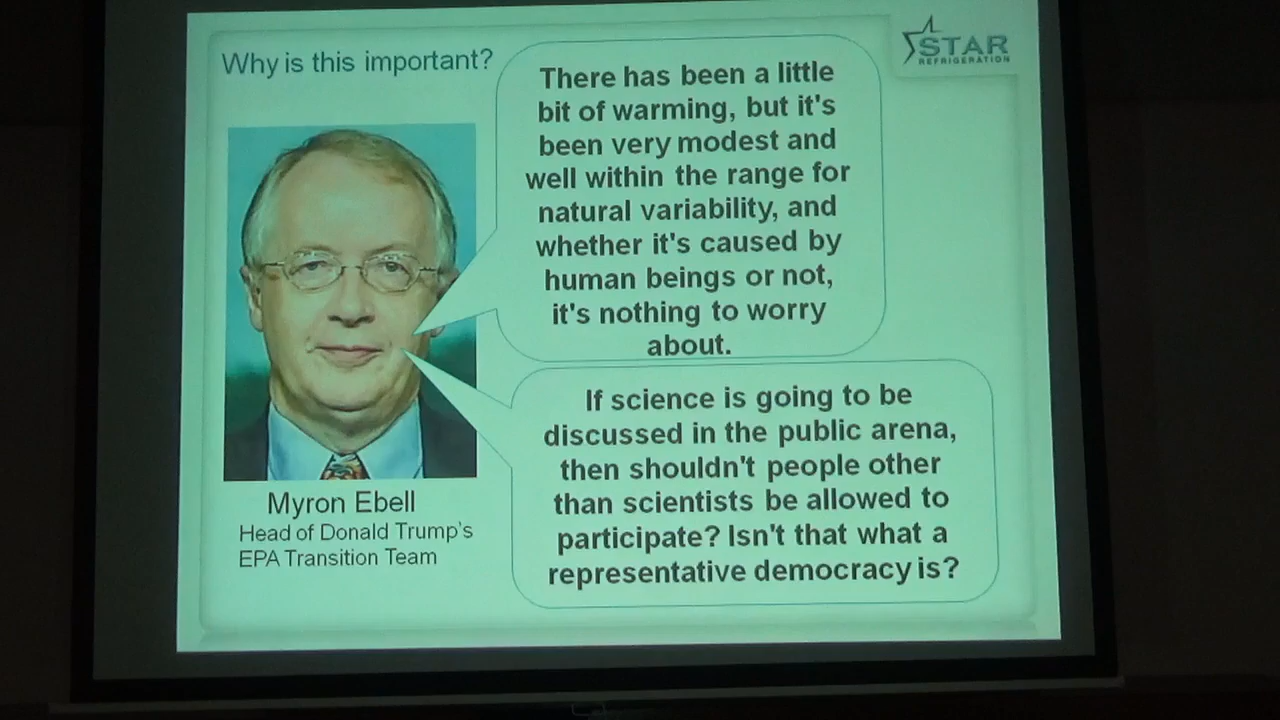 Why is this important?
STAR
REFRIGERATION
There has been a little
bit of warming, but it's
been very modest and
well within the range for
natural variability, and
whether it's caused by
human beings or not,
it's nothing to worry
about.
If science is going to be
discussed in the public arena,
then shouldn't people other
than scientists be allowed to
participate? Isn't that what a
representative democracy is?
Myron Ebell
Head of Donald Trump's
EPA Transition Team